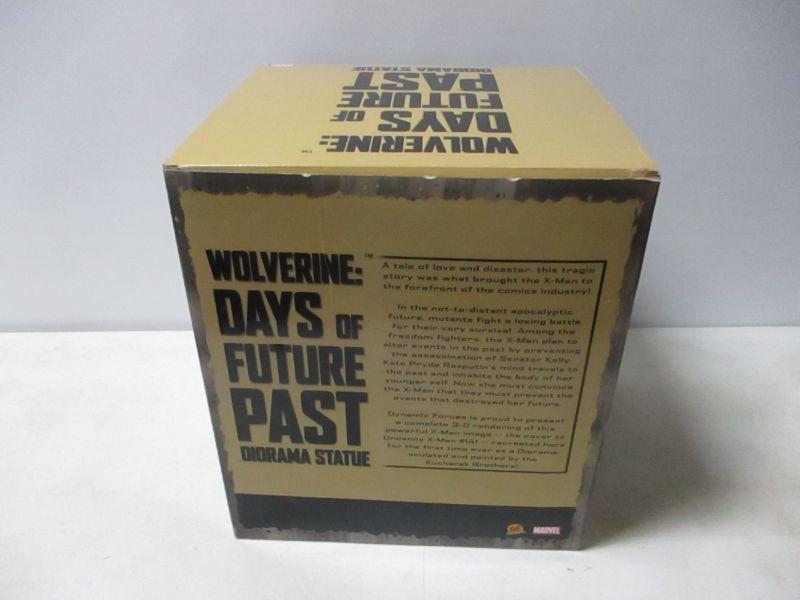 WOLVERINE:™
DAYS OF
FUTURE
PAST
DIORAMA STATUE
WOLVERINE:™
DAYS OF
FUTURE
PAST
DIORAMA STATUE
A tale of love and disaster, this tragic
story was what brought the X-Men to
the forefront of the comics industry!
In the not-to-distant apocalyptic
future, mutants fight a losing battle
for their very survival. Among the
freedom fighters, the X-Men plan to
alter events in the past by preventing
the assassination of Senator Kelly.
Kate Pryde Rasputin's mind travels to
the past and inhabits the body of her
younger self. Now she must convince
the X-Men that they must prevent the
events that destroyed her future.
Dynamic Forces is proud to present
a complete 3-D rendering of this
powerful X-Men image -- the cover to
Uncanny X-Men #141 -- recreated here
for the first time ever as a Diorama
sculpted and painted by the
Kucharek Brothers!
DF
MARVEL